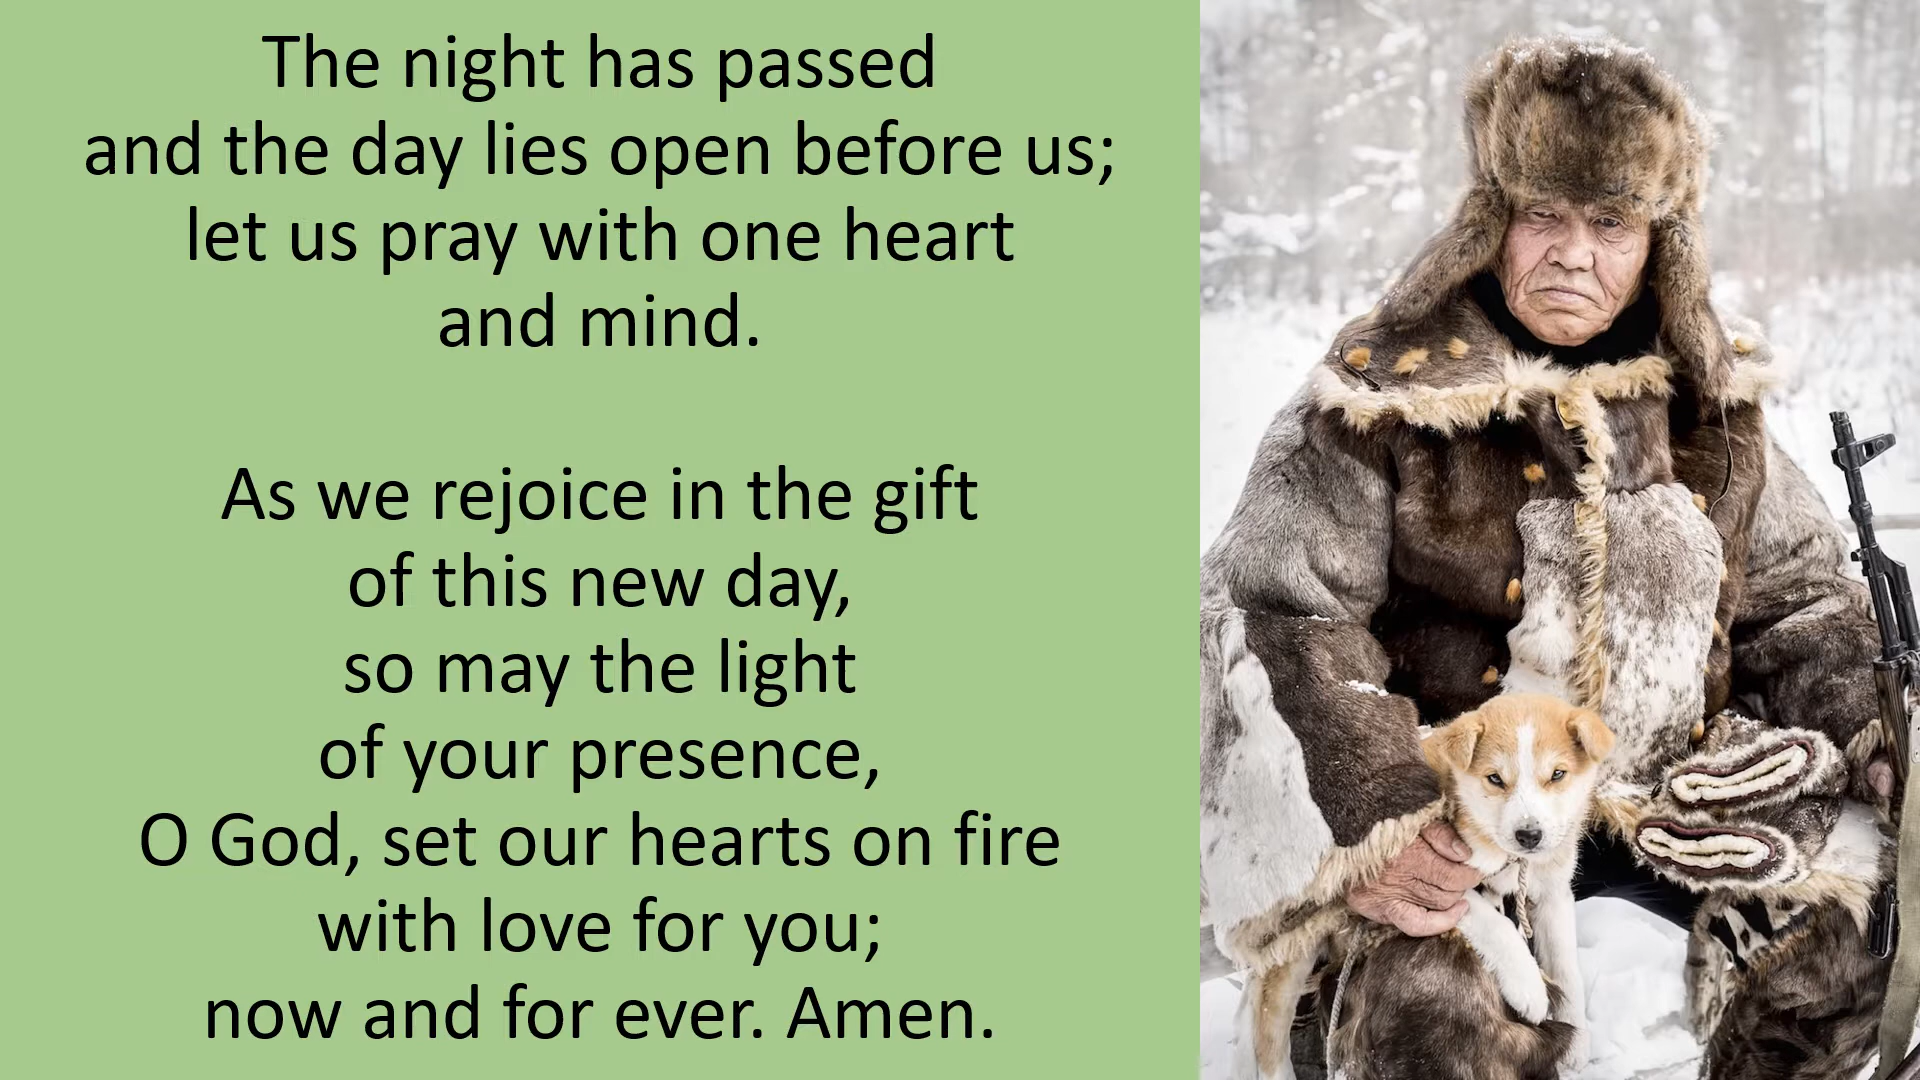 The night has passed
and the day lies open before us;
let us pray with one heart
and mind.
As we rejoice in the gift
of this new day,
so may the light
of your presence,
O God, set our hearts on fire
with love for you;
now and for ever. Amen.